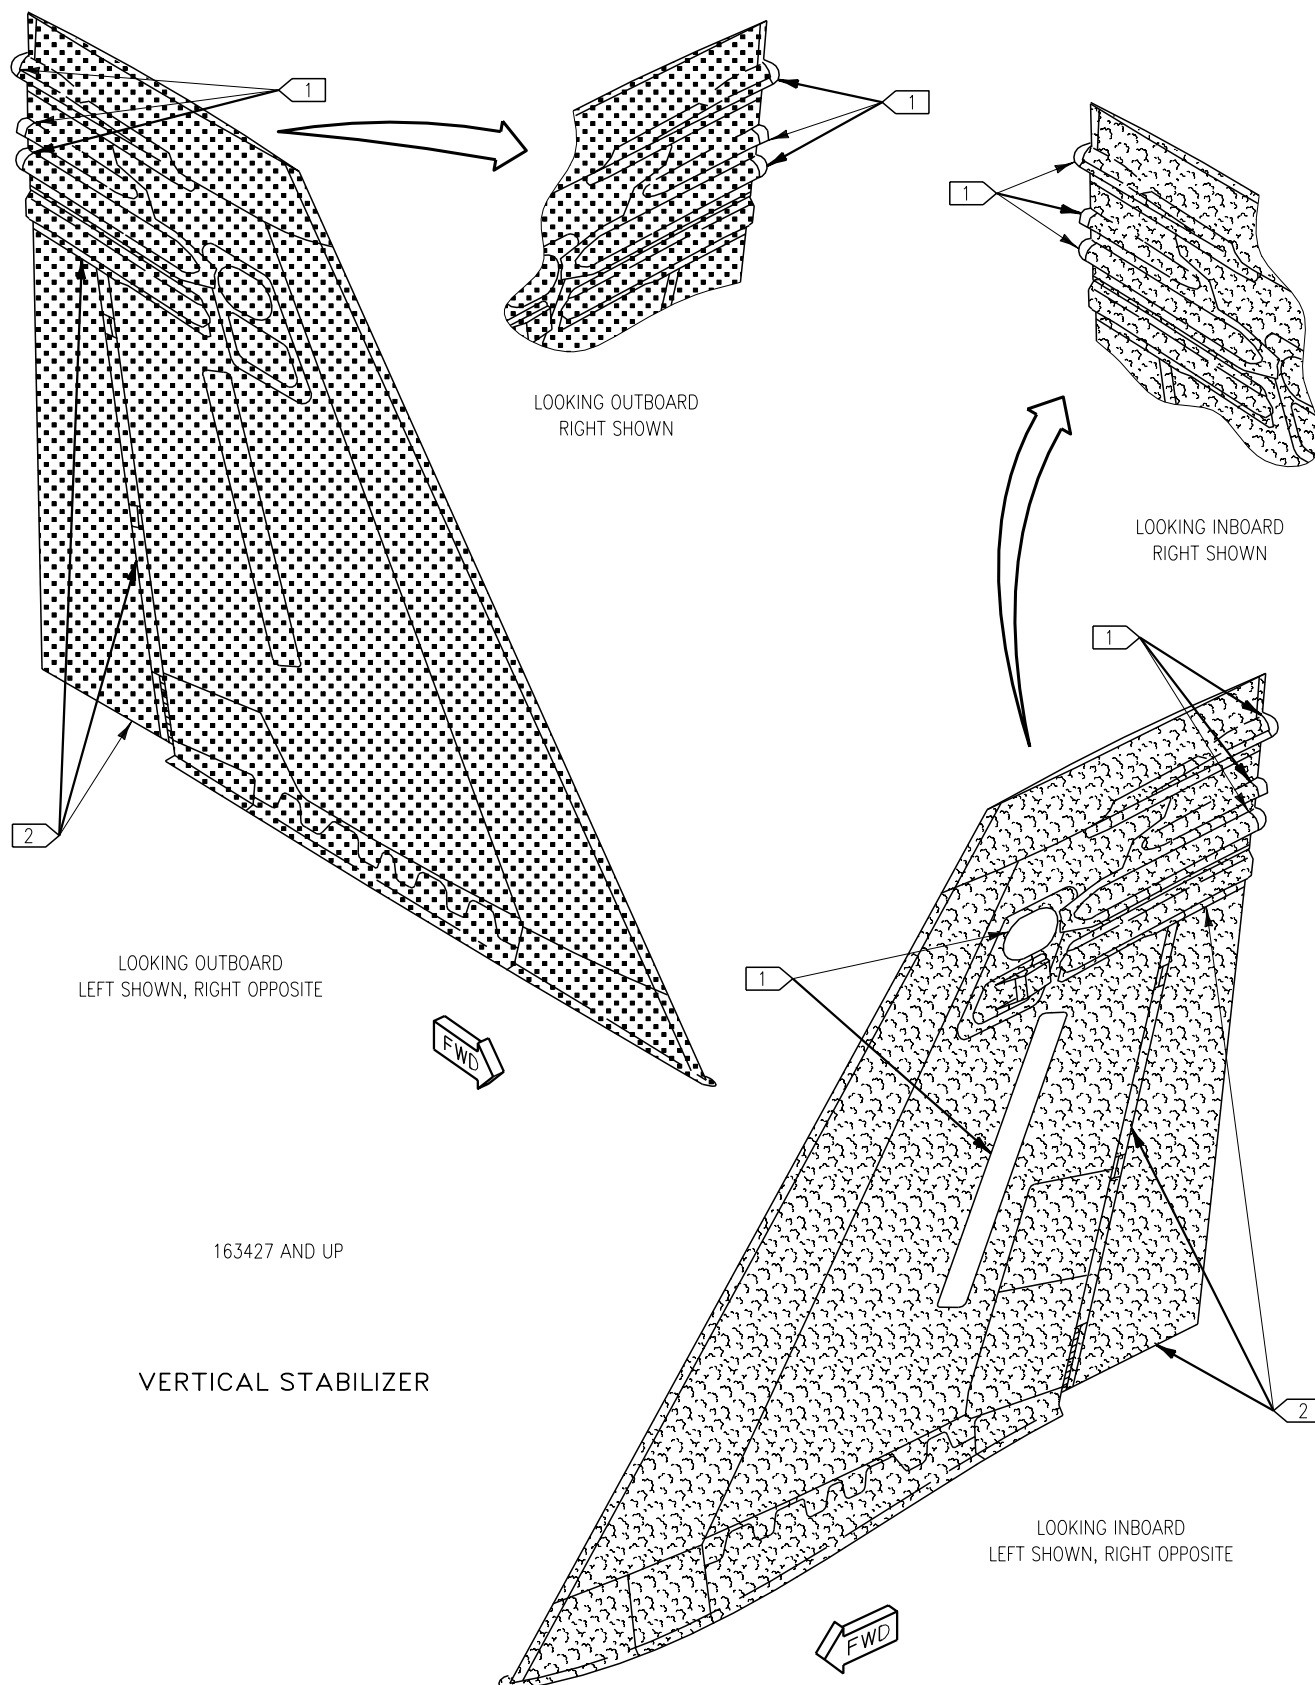 1
1
1
LOOKING OUTBOARD
RIGHT SHOWN
LOOKING INBOARD
RIGHT SHOWN
1
2
LOOKING OUTBOARD
LEFT SHOWN, RIGHT OPPOSITE
1
FWD
163427 AND UP
VERTICAL STABILIZER
2
LOOKING INBOARD
LEFT SHOWN, RIGHT OPPOSITE
FWD